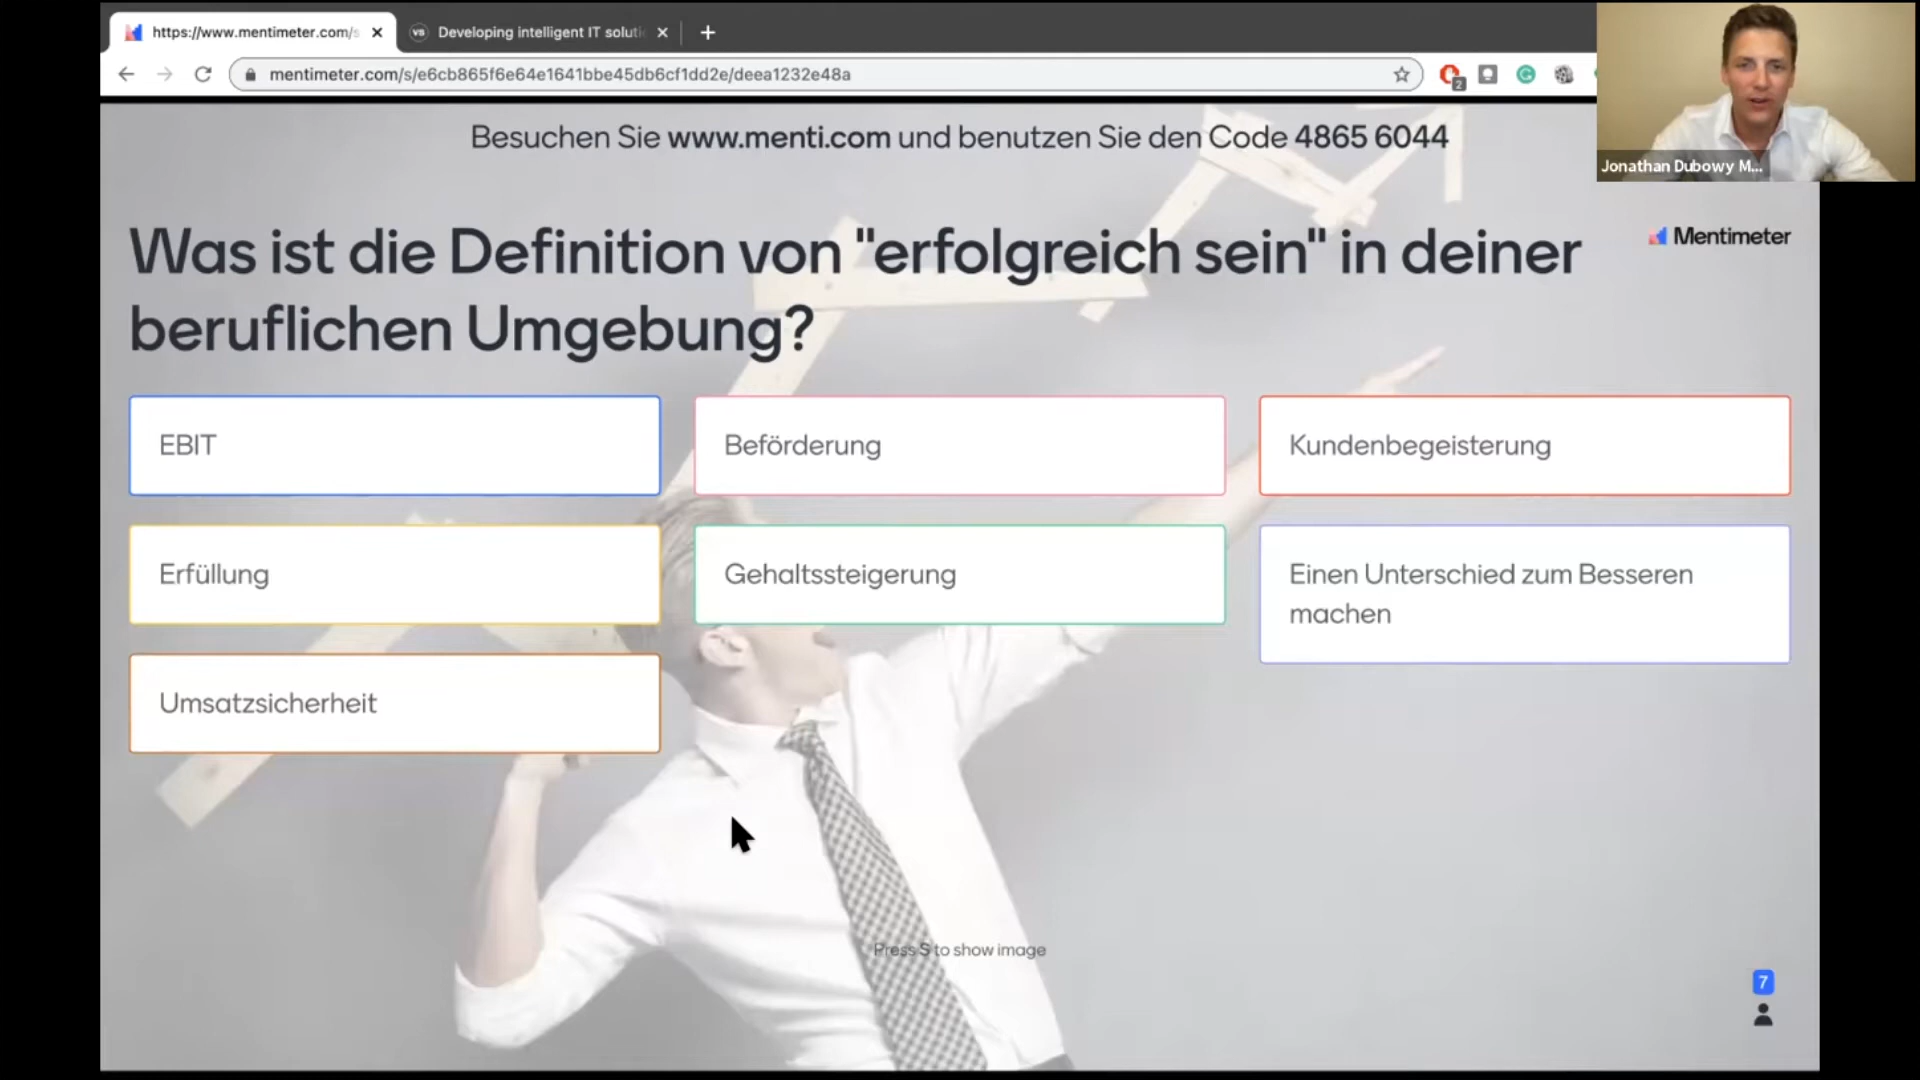 https://www.mentimeter.com/s
Developing intelligent IT soluti
mentimeter.com/s/e6cb865f6e64e1641bbe45db6cf1dd2e/deea1232e48a
2
Jonathan Dubowy M...
Besuchen Sie www.menti.com und benutzen Sie den Code 4865 6044
Mentimeter
Was ist die Definition von "erfolgreich sein" in deiner
beruflichen Umgebung?
EBIT
Beförderung
Kundenbegeisterung
Erfüllung
Gehaltssteigerung
Einen Unterschied zum Besseren
machen
Umsatzsicherheit
Press S to show image
7